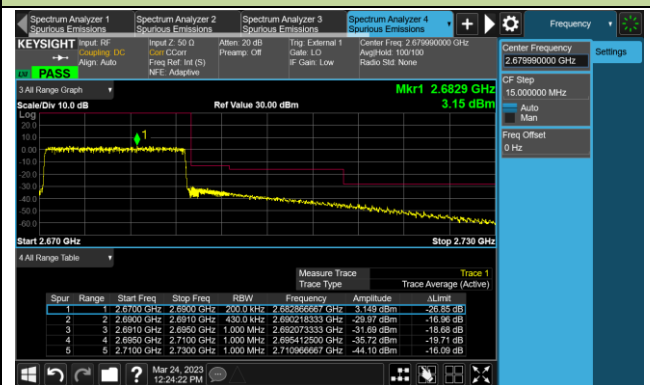 Spectrum Analyzer 1
Spurious Emissions
Spectrum Analyzer 2
Spurious Emissions
Spectrum Analyzer 3
Spurious Emissions
Spectrum Analyzer 4
Spurious Emissions
Frequency
KEYSIGHT
Input: RF
Coupling: DC
Align: Auto
Input Z: 50 Ω
Corr CCorr
Freq Ref: Int (S)
NFE: Adaptive
Atten: 20 dB
Preamp: Off
Trig: External 1
Gate: LO
IF Gain: Low
Center Freq: 2.679990000 GHz
Avg|Hold: 100/100
Radio Std: None
PASS
Center Frequency
2.679990000 GHz
Settings
CF Step
15.000000 MHz
Auto
Man
Freq Offset
0 Hz
3 All Range Graph
Mkr1 2.6829 GHz
Scale/Div 10.0 dB
Ref Value 30.00 dBm
3.15 dBm
Log
20.0
10.0
0.00
-10.0
-20.0
-30.0
-40.0
-50.0
-60.0
1
Start 2.670 GHz
Stop 2.730 GHz
4 All Range Table
Measure Trace Trace 1
Trace Type Trace Average (Active)
Spur Range Start Freq Stop Freq RBW Frequency Amplitude ΔLimit
1 1 2.6700 GHz 2.6900 GHz 200.0 kHz 2.682866667 GHz 3.149 dBm -26.85 dB
2 2 2.6900 GHz 2.6910 GHz 430.0 kHz 2.690218333 GHz -29.97 dBm -16.96 dB
3 3 2.6910 GHz 2.6950 GHz 1.000 MHz 2.692073333 GHz -31.69 dBm -18.68 dB
4 4 2.6950 GHz 2.7100 GHz 1.000 MHz 2.695412500 GHz -35.72 dBm -19.71 dB
5 5 2.7100 GHz 2.7300 GHz 1.000 MHz 2.710966667 GHz -44.10 dBm -16.09 dB
Mar 24, 2023
12:24:22 PM